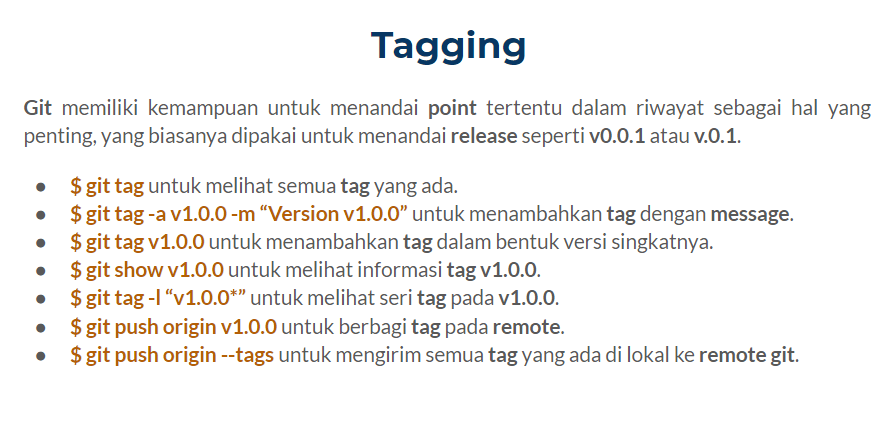 Tagging
Git memiliki kemampuan untuk menandai point tertentu dalam riwayat sebagai hal yang
penting, yang biasanya dipakai untuk menandai release seperti v0.0.1 atau v.0.1.
● $ git tag untuk melihat semua tag yang ada.
● $ git tag -a v1.0.0 -m “Version v1.0.0” untuk menambahkan tag dengan message.
● $ git tag v1.0.0 untuk menambahkan tag dalam bentuk versi singkatnya.
● $ git show v1.0.0 untuk melihat informasi tag v1.0.0.
● $ git tag -l “v1.0.0*” untuk melihat seri tag pada v1.0.0.
● $ git push origin v1.0.0 untuk berbagi tag pada remote.
● $ git push origin --tags untuk mengirim semua tag yang ada di lokal ke remote git.